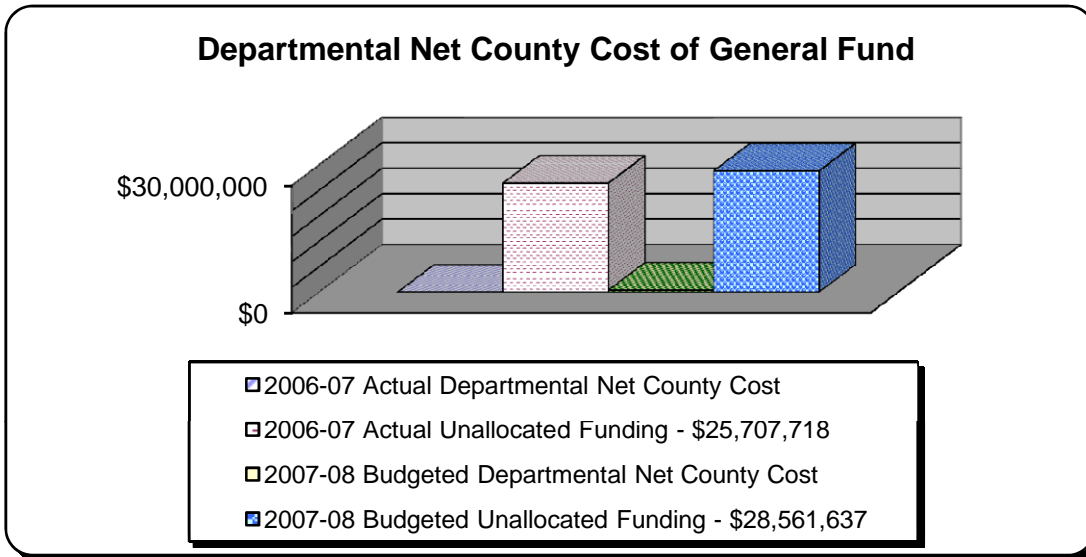 Departmental Net County Cost of General Fund
$30,000,000
$0
2006-07 Actual Departmental Net County Cost
2006-07 Actual Unallocated Funding - $25,707,718
2007-08 Budgeted Departmental Net County Cost
2007-08 Budgeted Unallocated Funding - $28,561,637